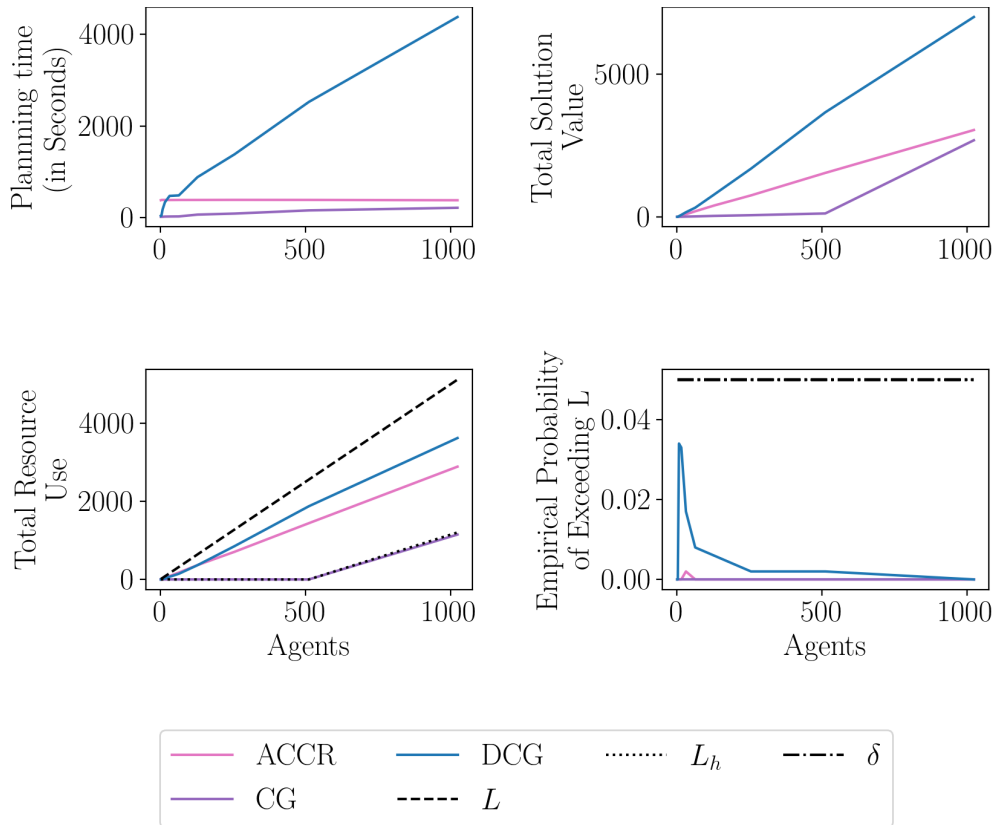 Plannning time
(in Seconds)
4000
2000
0
0
500
1000
Total Solution
Value
5000
0
0
500
1000
Total Resource
Use
4000
2000
0
0
500
1000
Agents
Empirical Probability
of Exceeding L
0.04
0.02
0.00
0
500
1000
Agents
ACCR
DCG
L_h
δ
CG
L